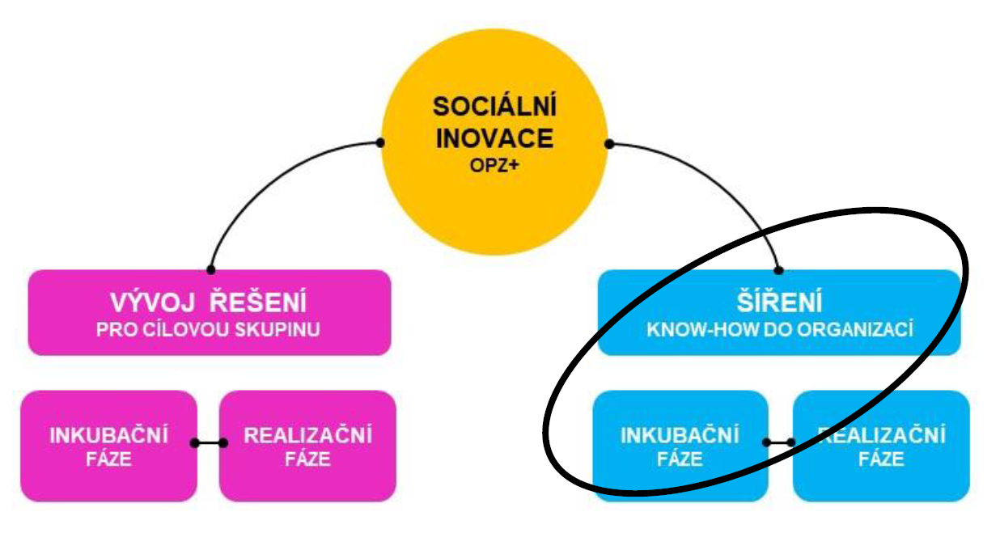 SOCIÁLNÍ
INOVACE
OPZ+
VÝVOJ ŘEŠENÍ
PRO CÍLOVOU SKUPINU
ŠÍŘENÍ
KNOW-HOW DO ORGANIZACÍ
INKUBAČNÍ
FÁZE
REALIZAČNÍ
FÁZE
INKUBAČNÍ
FÁZE
REALIZAČNÍ
FÁZE